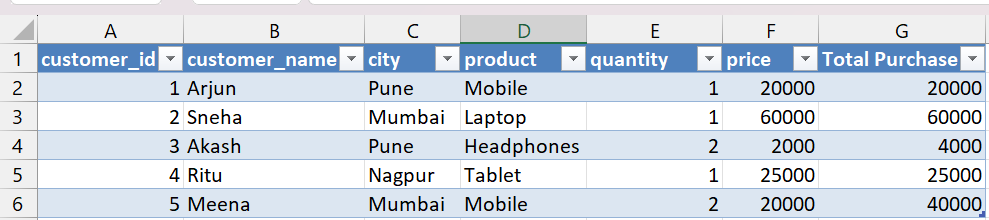 A B C D E F G
1 customer_id customer_name city product quantity price Total Purchase
2 1 Arjun Pune Mobile 1 20000 20000
3 2 Sneha Mumbai Laptop 1 60000 60000
4 3 Akash Pune Headphones 2 2000 4000
5 4 Ritu Nagpur Tablet 1 25000 25000
6 5 Meena Mumbai Mobile 2 20000 40000